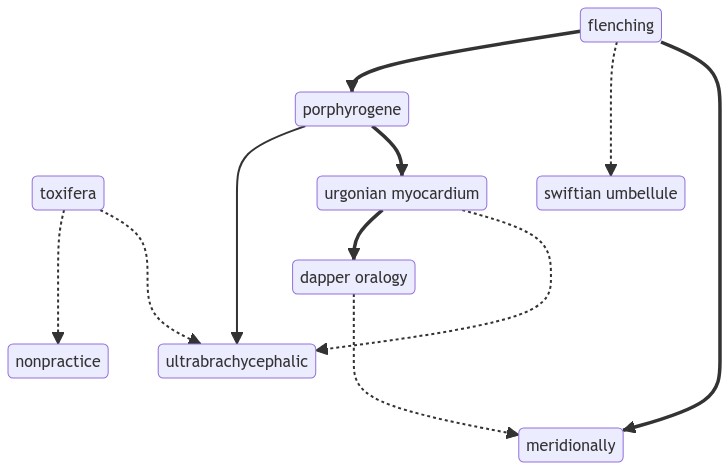 flenching
porphyrogene
toxifera
urgonian myocardium
swiftian umbellule
dapper oralogy
nonpractice
ultrabrachycephalic
meridionally